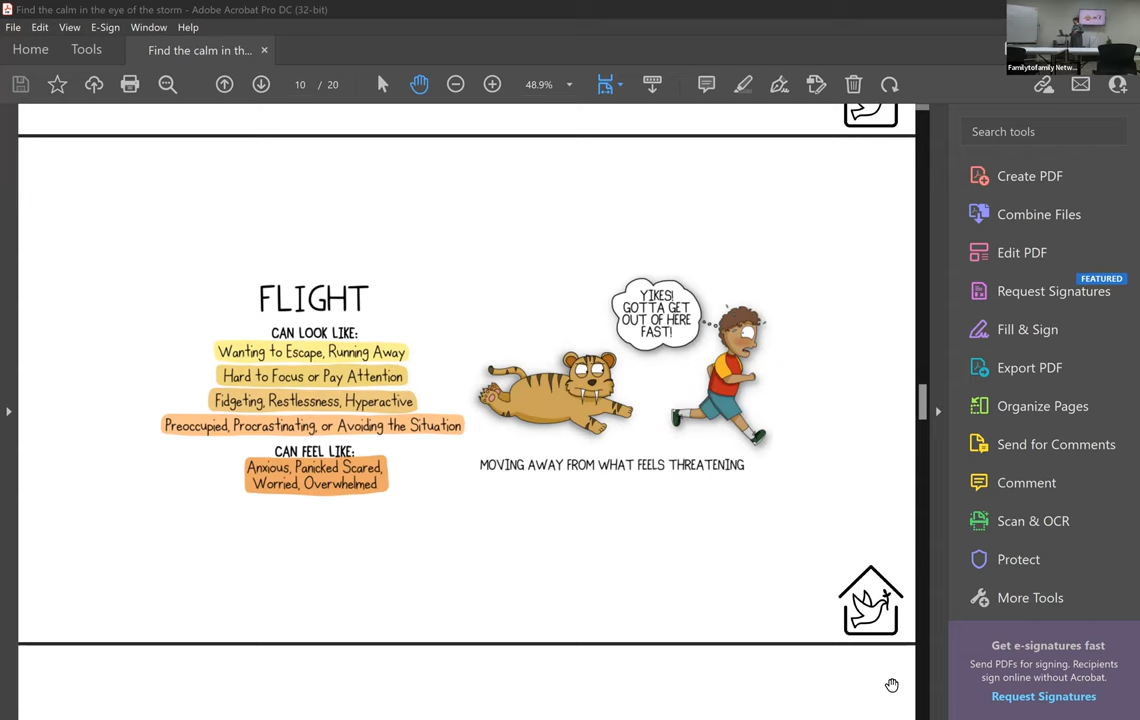 Find the calm in the eye of the storm - Adobe Acrobat Pro DC (32-bit)
File Edit View E-Sign Window Help
Home Tools Find the calm in th... ×
10 / 20 48.9%
Familytofamily Netw...
FLIGHT
CAN LOOK LIKE:
Wanting to Escape, Running Away
Hard to Focus or Pay Attention
Fidgeting, Restlessness, Hyperactive
Preoccupied, Procrastinating, or Avoiding the Situation
CAN FEEL LIKE:
Anxious, Panicked Scared,
Worried, Overwhelmed
YIKES!
GOTTA GET
OUT OF HERE
FAST!
MOVING AWAY FROM WHAT FEELS THREATENING
Search tools
Create PDF
Combine Files
Edit PDF
FEATURED
Request Signatures
Fill & Sign
Export PDF
Organize Pages
Send for Comments
Comment
Scan & OCR
Protect
More Tools
Get e-signatures fast
Send PDFs for signing. Recipients
sign online without Acrobat.
Request Signatures